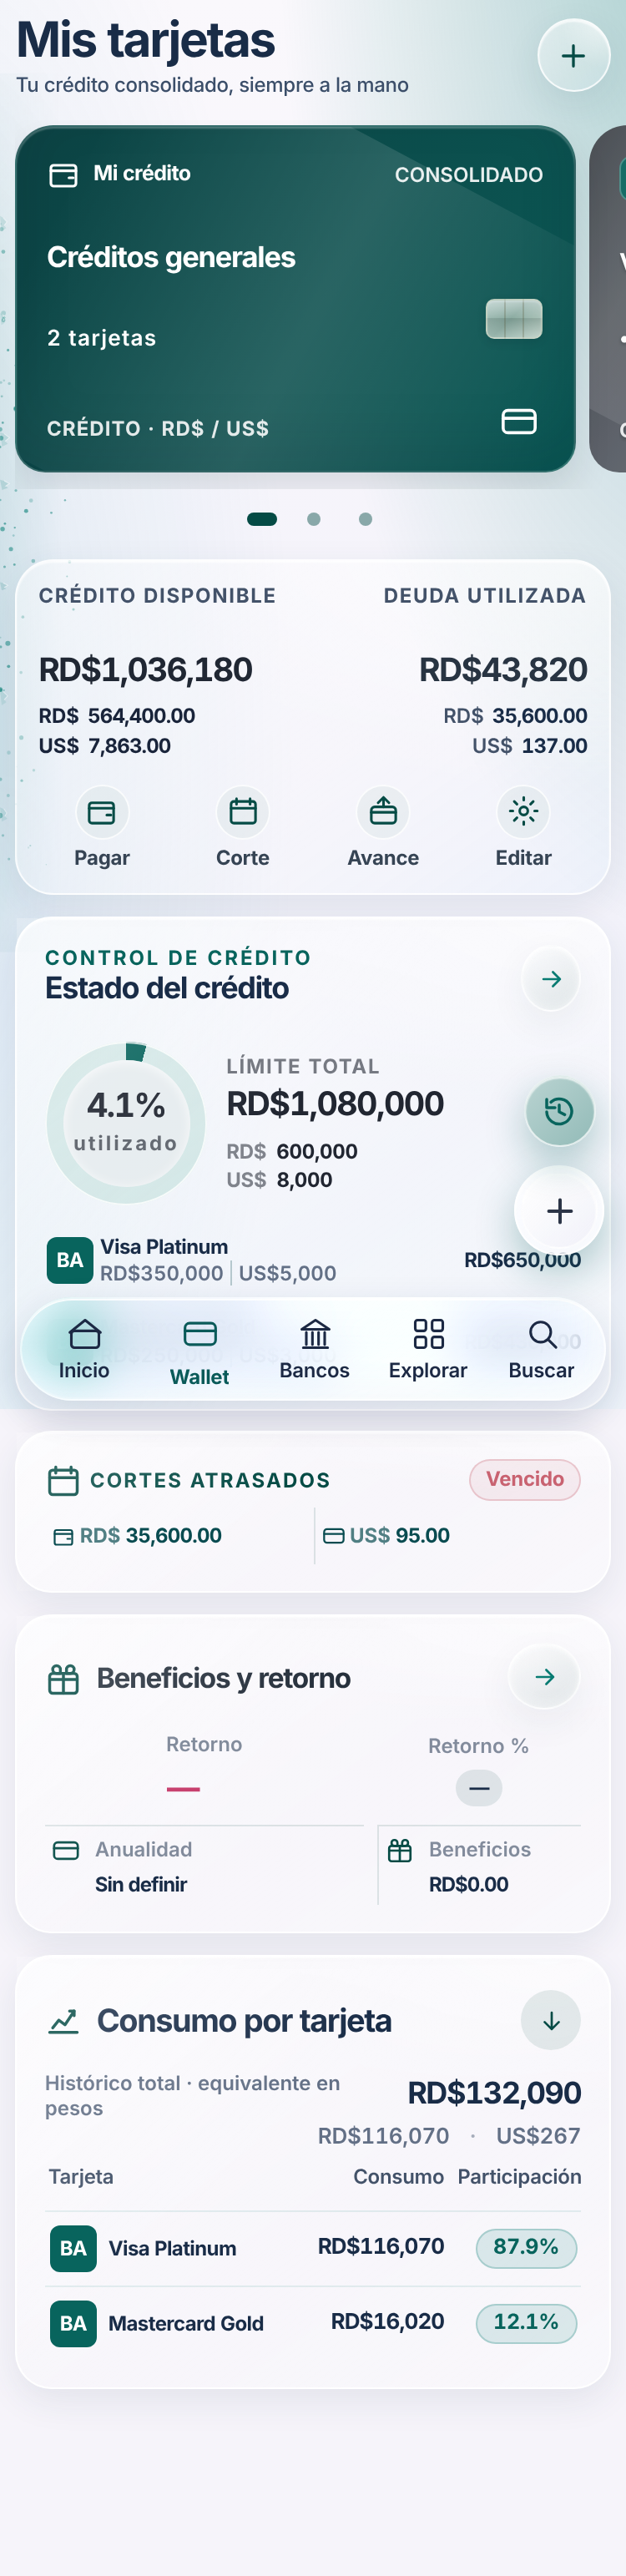 Mis tarjetas
Tu crédito consolidado, siempre a la mano
Mi crédito
CONSOLIDADO
Créditos generales
2 tarjetas
CRÉDITO · RD$ / US$
CRÉDITO DISPONIBLE
DEUDA UTILIZADA
RD$1,036,180
RD$43,820
RD$ 564,400.00
RD$ 35,600.00
US$ 7,863.00
US$ 137.00
Pagar
Corte
Avance
Editar
CONTROL DE CRÉDITO
Estado del crédito
4.1%
utilizado
LÍMITE TOTAL
RD$1,080,000
RD$ 600,000
US$ 8,000
BA
Visa Platinum
RD$350,000 | US$5,000
RD$650,000
Inicio
Wallet
Bancos
Explorar
Buscar
CORTES ATRASADOS
Vencido
RD$ 35,600.00
US$ 95.00
Beneficios y retorno
Retorno
Retorno %
—
—
Anualidad
Sin definir
Beneficios
RD$0.00
Consumo por tarjeta
Histórico total · equivalente en
pesos
RD$132,090
RD$116,070 · US$267
Tarjeta
Consumo
Participación
BA
Visa Platinum
RD$116,070
87.9%
BA
Mastercard Gold
RD$16,020
12.1%